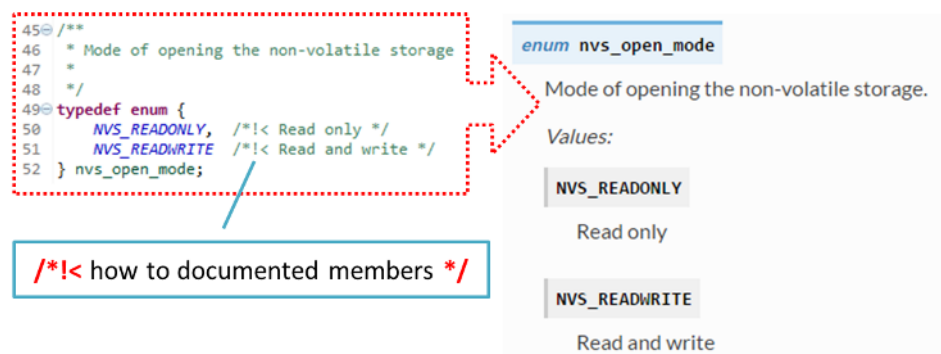 45 /**
46  * Mode of opening the non-volatile storage
47  *
48  */
49 typedef enum {
50     NVS_READONLY,  /*!< Read only */
51     NVS_READWRITE  /*!< Read and write */
52 } nvs_open_mode;
/*!< how to documented members */
enum nvs_open_mode
Mode of opening the non-volatile storage.
Values:
NVS_READONLY
Read only
NVS_READWRITE
Read and write